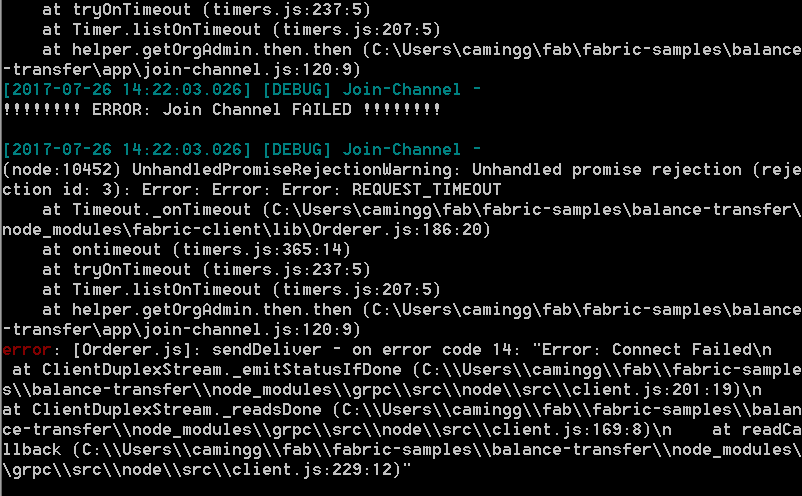 at tryOnTimeout (timers.js:237:5)
    at Timer.listOnTimeout (timers.js:207:5)
    at helper.getOrgAdmin.then.then (C:\Users\camingg\fab\fabric-samples\balance
-transfer\app\join-channel.js:120:9)
[2017-07-26 14:22:03.026] [DEBUG] Join-Channel -
!!!!!!!! ERROR: Join Channel FAILED !!!!!!!!
[2017-07-26 14:22:03.026] [DEBUG] Join-Channel -
(node:10452) UnhandledPromiseRejectionWarning: Unhandled promise rejection (reje
ction id: 3): Error: Error: Error: REQUEST_TIMEOUT
    at Timeout._onTimeout (C:\Users\camingg\fab\fabric-samples\balance-transfer\
node_modules\fabric-client\lib\Orderer.js:186:20)
    at ontimeout (timers.js:365:14)
    at tryOnTimeout (timers.js:237:5)
    at Timer.listOnTimeout (timers.js:207:5)
    at helper.getOrgAdmin.then.then (C:\Users\camingg\fab\fabric-samples\balance
-transfer\app\join-channel.js:120:9)
error: [Orderer.js]: sendDeliver - on error code 14: "Error: Connect Failed\n
 at ClientDuplexStream._emitStatusIfDone (C:\\Users\\camingg\\fab\\fabric-sample
s\\balance-transfer\\node_modules\\grpc\\src\\node\\src\\client.js:201:19)\n
at ClientDuplexStream._readsDone (C:\\Users\\camingg\\fab\\fabric-samples\\balan
ce-transfer\\node_modules\\grpc\\src\\node\\src\\client.js:169:8)\n    at readCa
llback (C:\\Users\\camingg\\fab\\fabric-samples\\balance-transfer\\node_modules\
\grpc\\src\\node\\src\\client.js:229:12)"